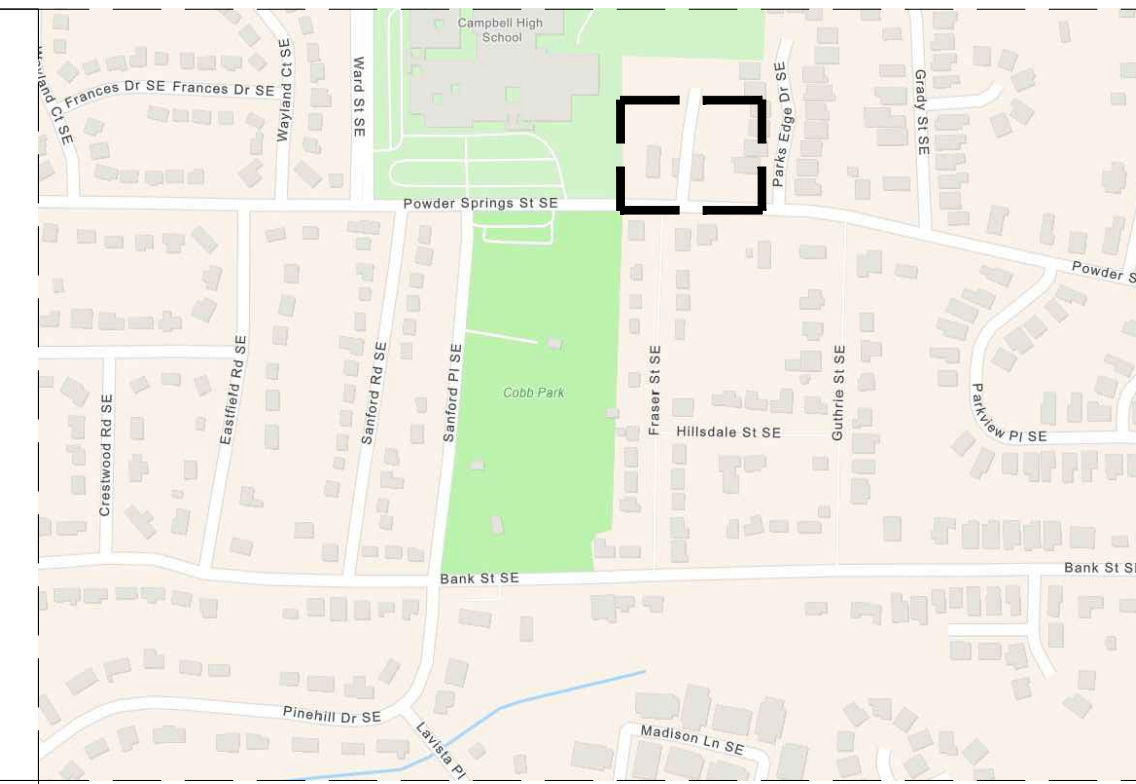 Campbell High
School
Wayland Ct SE
Frances Dr SE Frances Dr SE
Wayland Ct SE
Ward St SE
Parks Edge Dr SE
Grady St SE
Powder Springs St SE
Powder S
Crestwood Rd SE
Eastfield Rd SE
Sanford Rd SE
Sanford Pl SE
Cobb Park
Fraser St SE
Hillsdale St SE
Guthrie St SE
Parkview Pl SE
Bank St SE
Bank St SE
Pinehill Dr SE
Lavista Pl
Madison Ln SE